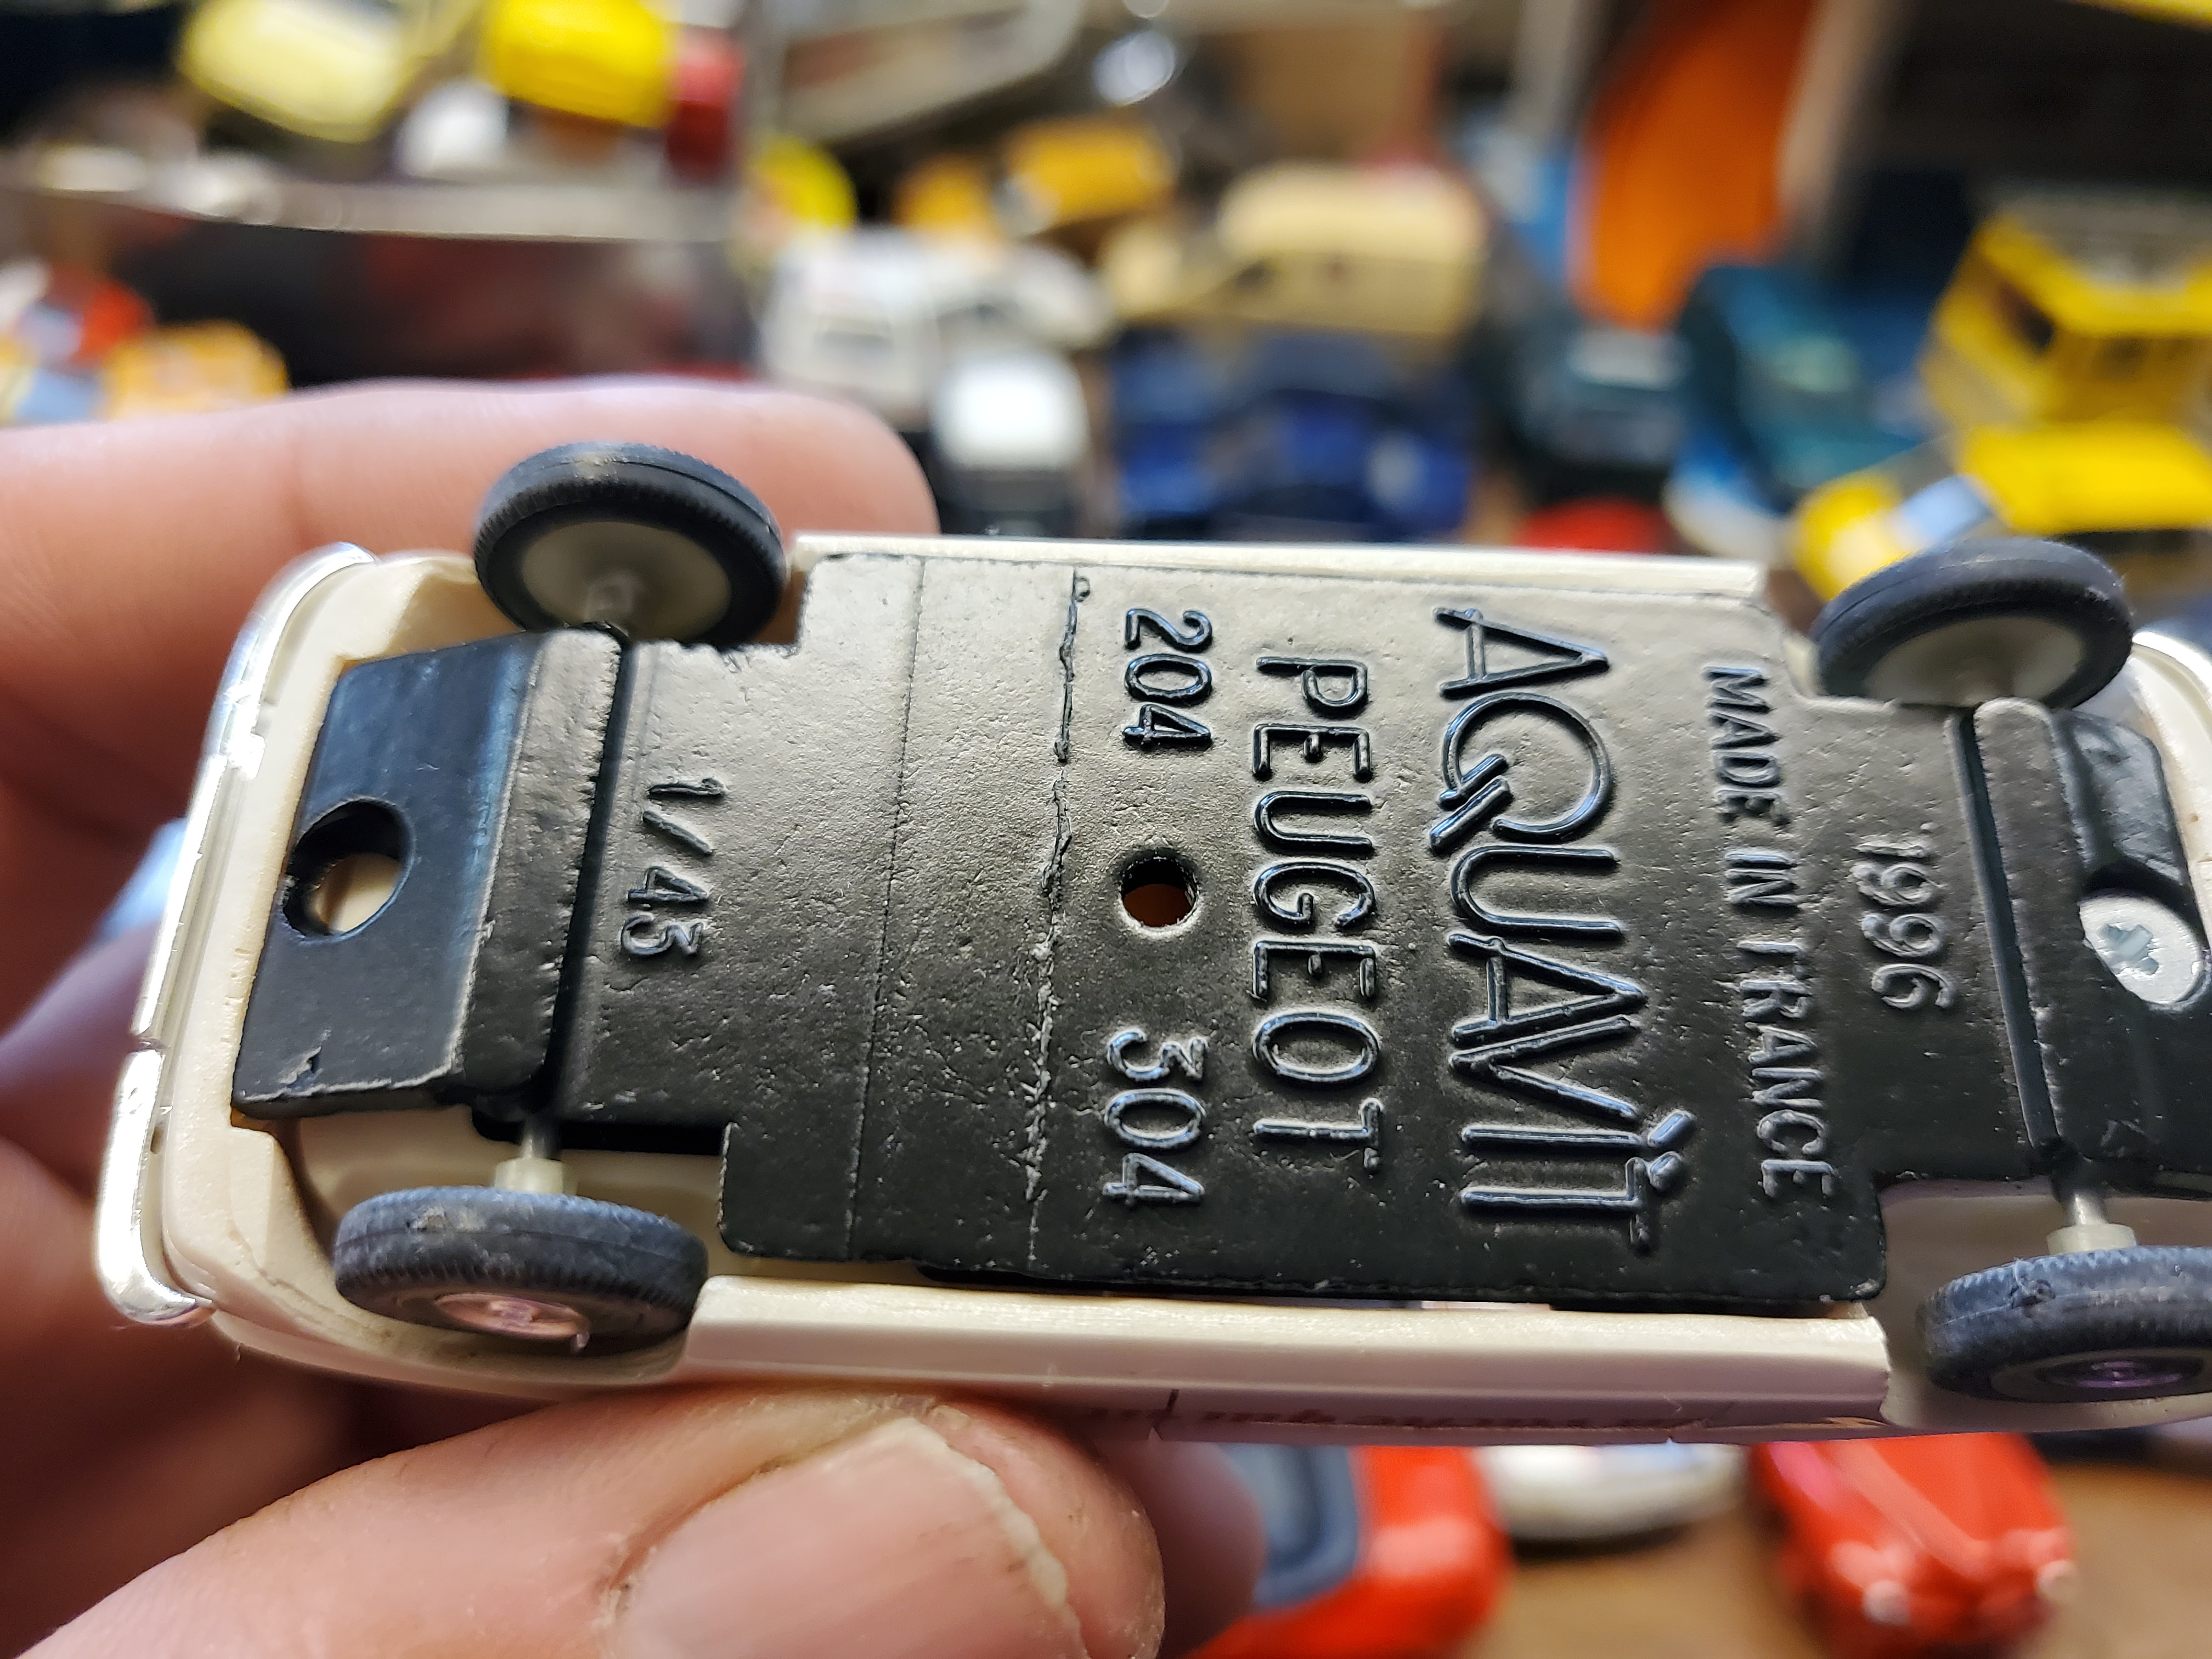 1996
MADE IN FRANCE
AQUAVIT
PEUGEOT
204 304
1/43